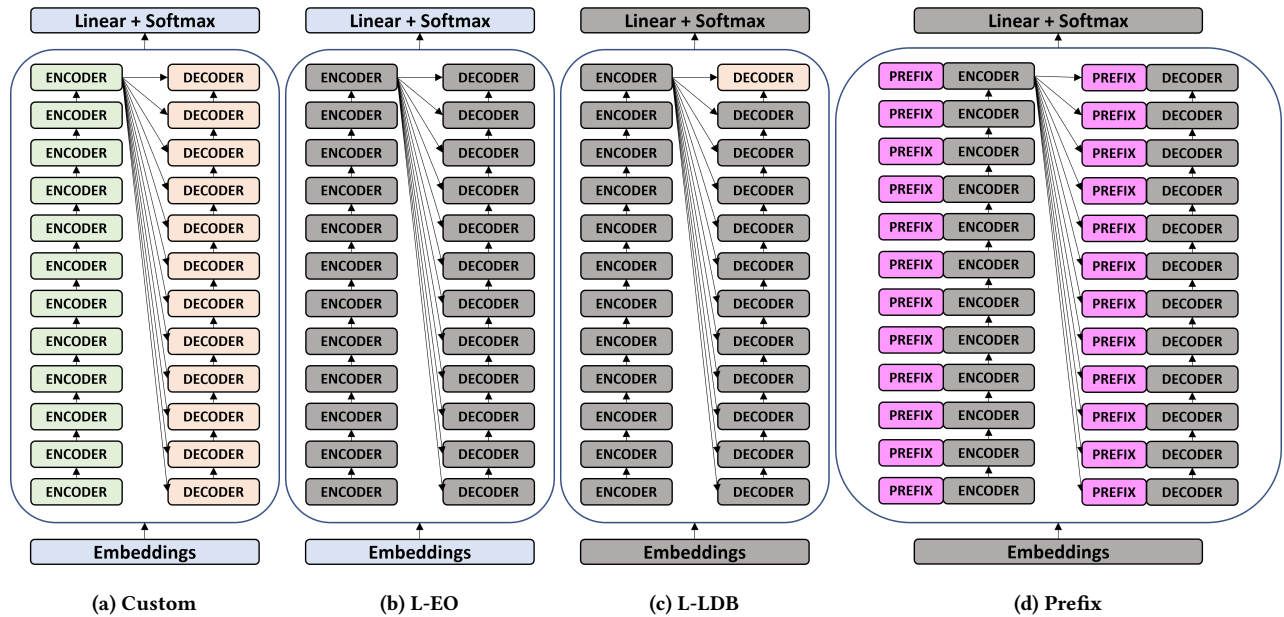 Linear + Softmax Linear + Softmax Linear + Softmax Linear + Softmax
ENCODER DECODER ENCODER DECODER ENCODER DECODER PREFIX ENCODER PREFIX DECODER
ENCODER DECODER ENCODER DECODER ENCODER DECODER PREFIX ENCODER PREFIX DECODER
ENCODER DECODER ENCODER DECODER ENCODER DECODER PREFIX ENCODER PREFIX DECODER
ENCODER DECODER ENCODER DECODER ENCODER DECODER PREFIX ENCODER PREFIX DECODER
ENCODER DECODER ENCODER DECODER ENCODER DECODER PREFIX ENCODER PREFIX DECODER
ENCODER DECODER ENCODER DECODER ENCODER DECODER PREFIX ENCODER PREFIX DECODER
ENCODER DECODER ENCODER DECODER ENCODER DECODER PREFIX ENCODER PREFIX DECODER
ENCODER DECODER ENCODER DECODER ENCODER DECODER PREFIX ENCODER PREFIX DECODER
ENCODER DECODER ENCODER DECODER ENCODER DECODER PREFIX ENCODER PREFIX DECODER
ENCODER DECODER ENCODER DECODER ENCODER DECODER PREFIX ENCODER PREFIX DECODER
ENCODER DECODER ENCODER DECODER ENCODER DECODER PREFIX ENCODER PREFIX DECODER
ENCODER DECODER ENCODER DECODER ENCODER DECODER PREFIX ENCODER PREFIX DECODER
Embeddings Embeddings Embeddings Embeddings
(a) Custom (b) L-EO (c) L-LDB (d) Prefix